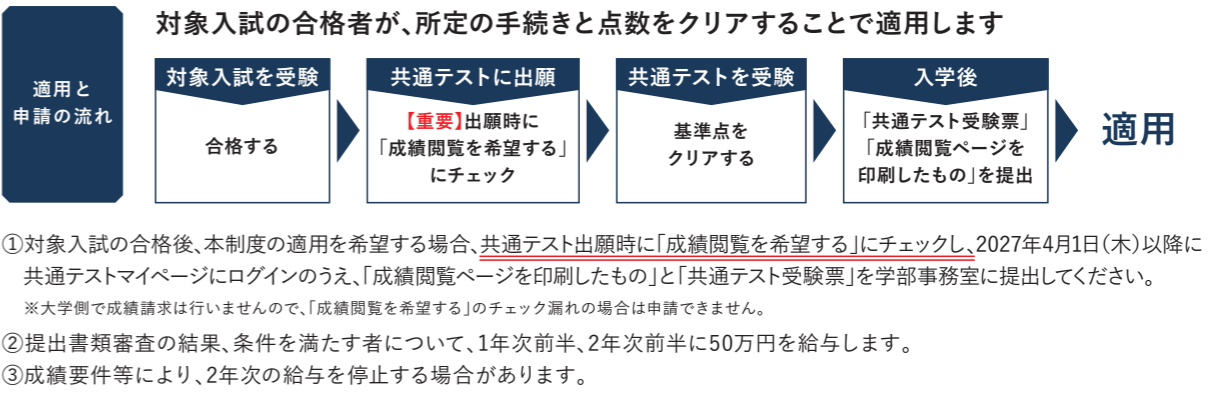 対象入試の合格者が、所定の手続きと点数をクリアすることで適用します
適用と
申請の流れ
対象入試を受験
合格する
共通テストに出願
【重要】出願時に
「成績閲覧を希望する」
にチェック
共通テストを受験
基準点を
クリアする
入学後
「共通テスト受験票」
「成績閲覧ページを
印刷したもの」を提出
適用
①対象入試の合格後、本制度の適用を希望する場合、共通テスト出願時に「成績閲覧を希望する」にチェックし、2027年4月1日(木)以降に
共通テストマイページにログインのうえ、「成績閲覧ページを印刷したもの」と「共通テスト受験票」を学部事務室に提出してください。
※大学側で成績請求は行いませんので、「成績閲覧を希望する」のチェック漏れの場合は申請できません。
②提出書類審査の結果、条件を満たす者について、1年次前半、2年次前半に50万円を給与します。
③成績要件等により、2年次の給与を停止する場合があります。